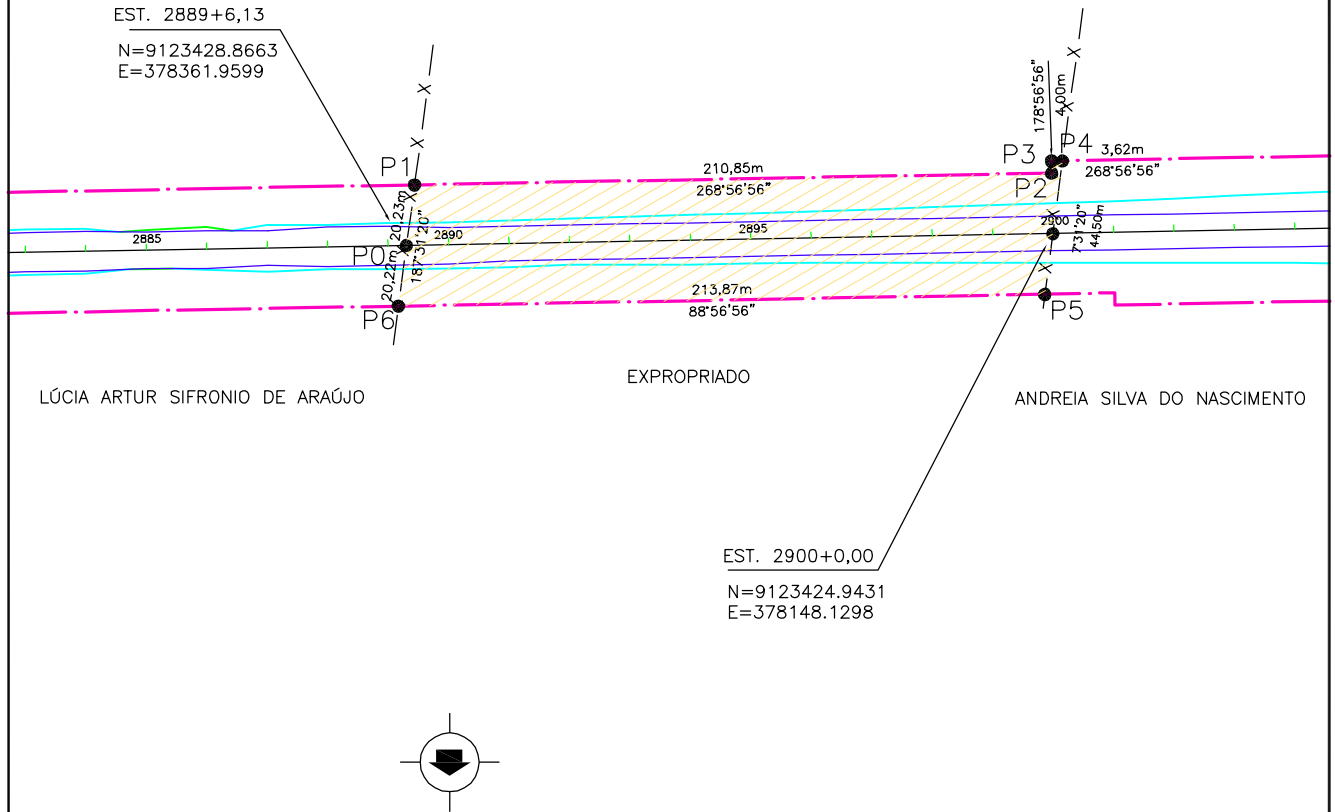 EST. 2889+6,13
N=9123428.8663
E=378361.9599
X
X
X
X
178°56'56"
4,00m
P3
P4
3,62m
268°56'56"
P1
210,85m
268°56'56"
P2
X
20,23m
187°31'20"
X
2885
P0
2890
2895
2900
7°31'20"
44,50m
20,22m
X
P6
213,87m
88°56'56"
P5
LÚCIA ARTUR SIFRONIO DE ARAÚJO
EXPROPRIADO
ANDREIA SILVA DO NASCIMENTO
EST. 2900+0,00
N=9123424.9431
E=378148.1298